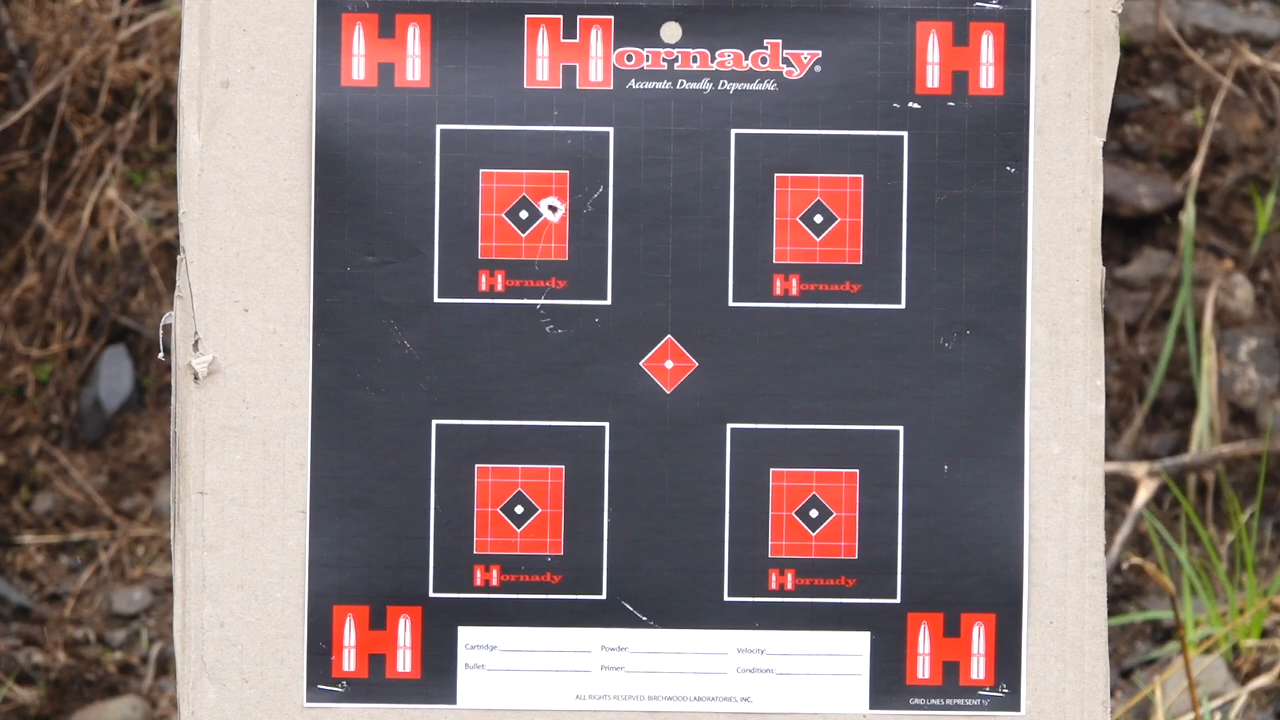 Hornady®
Accurate. Deadly. Dependable.
Hornady
Hornady
Hornady
Hornady
Cartridge: Powder: Velocity:
Bullet: Primer: Conditions:
ALL RIGHTS RESERVED. BIRCHWOOD LABORATORIES, INC.
GRID LINES REPRESENT ½"